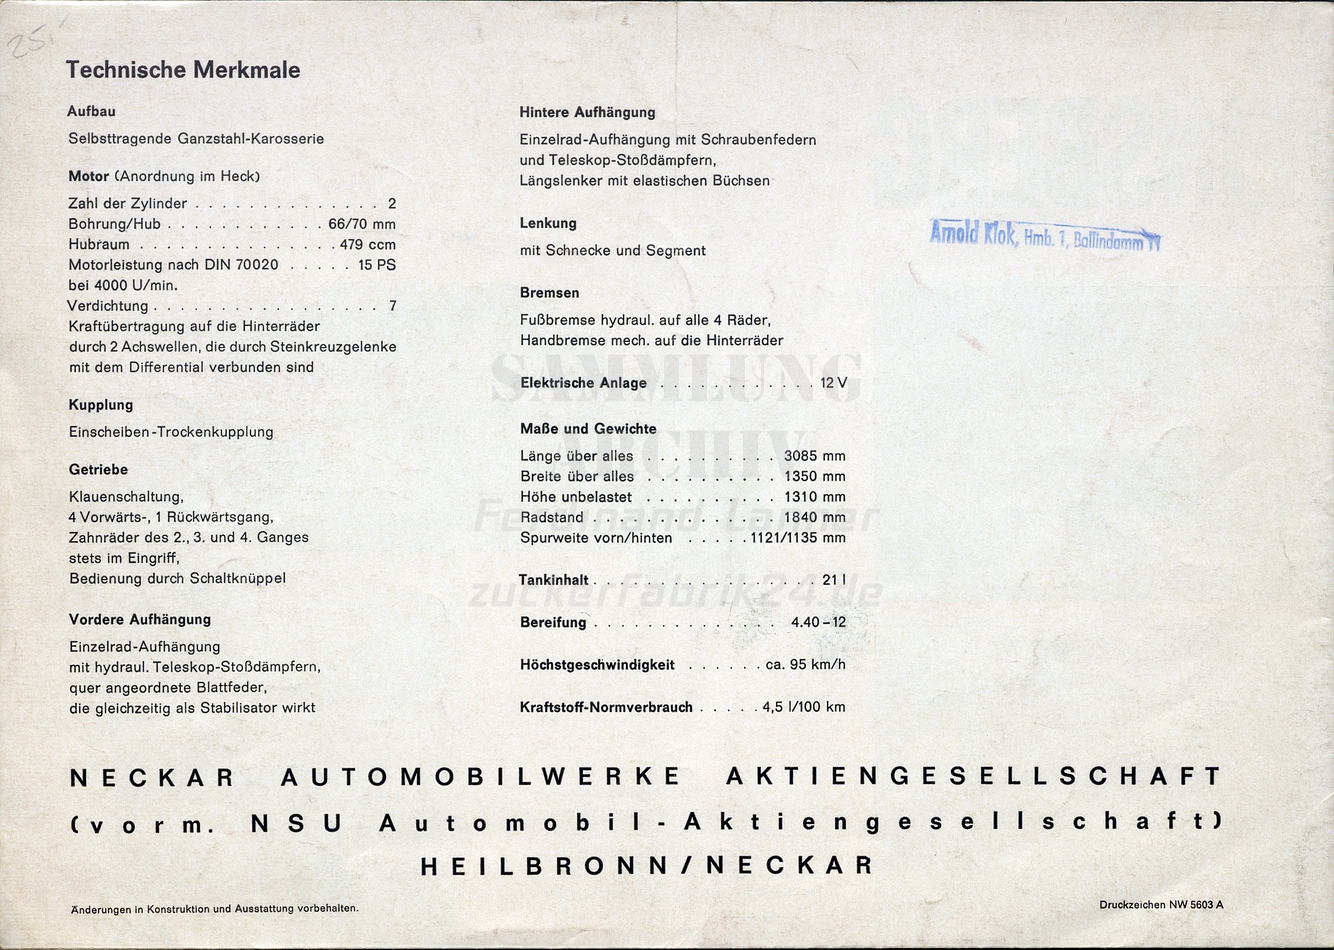 25,-
Technische Merkmale
Aufbau
Selbsttragende Ganzstahl-Karosserie
Motor (Anordnung im Heck)
Zahl der Zylinder . . . . . . . . . . . . . . 2
Bohrung/Hub . . . . . . . . . . . . 66/70 mm
Hubraum . . . . . . . . . . . . . . 479 ccm
Motorleistung nach DIN 70020 . . . . . 15 PS
bei 4000 U/min.
Verdichtung . . . . . . . . . . . . . . . . . 7
Kraftübertragung auf die Hinterräder
durch 2 Achswellen, die durch Steinkreuzgelenke
mit dem Differential verbunden sind
Kupplung
Einscheiben-Trockenkupplung
Getriebe
Klauenschaltung,
4 Vorwärts-, 1 Rückwärtsgang,
Zahnräder des 2., 3. und 4. Ganges
stets im Eingriff,
Bedienung durch Schaltknüppel
Vordere Aufhängung
Einzelrad-Aufhängung
mit hydraul. Teleskop-Stoßdämpfern,
quer angeordnete Blattfeder,
die gleichzeitig als Stabilisator wirkt
Hintere Aufhängung
Einzelrad-Aufhängung mit Schraubenfedern
und Teleskop-Stoßdämpfern,
Längslenker mit elastischen Büchsen
Lenkung
mit Schnecke und Segment
Bremsen
Fußbremse hydraul. auf alle 4 Räder,
Handbremse mech. auf die Hinterräder
Elektrische Anlage . . . . . . . . . . . . 12 V
Maße und Gewichte
Länge über alles . . . . . . . . . . 3085 mm
Breite über alles . . . . . . . . . . 1350 mm
Höhe unbelastet . . . . . . . . . . 1310 mm
Radstand . . . . . . . . . . . . . . 1840 mm
Spurweite vorn/hinten . . . . . 1121/1135 mm
Tankinhalt . . . . . . . . . . . . . . . . . 21 l
Bereifung . . . . . . . . . . . . . . 4.40–12
Höchstgeschwindigkeit . . . . . . ca. 95 km/h
Kraftstoff-Normverbrauch . . . . . 4,5 l/100 km
Arnold Klok, Hmb. 1, Ballindamm 11
SAMMLUNG
ARCHIV
Ferdinand Lanner
zuckerfabrik24.de
NECKAR AUTOMOBILWERKE AKTIENGESELLSCHAFT
(vorm. NSU Automobil-Aktiengesellschaft)
HEILBRONN/NECKAR
Änderungen in Konstruktion und Ausstattung vorbehalten.
Druckzeichen NW 5603 A